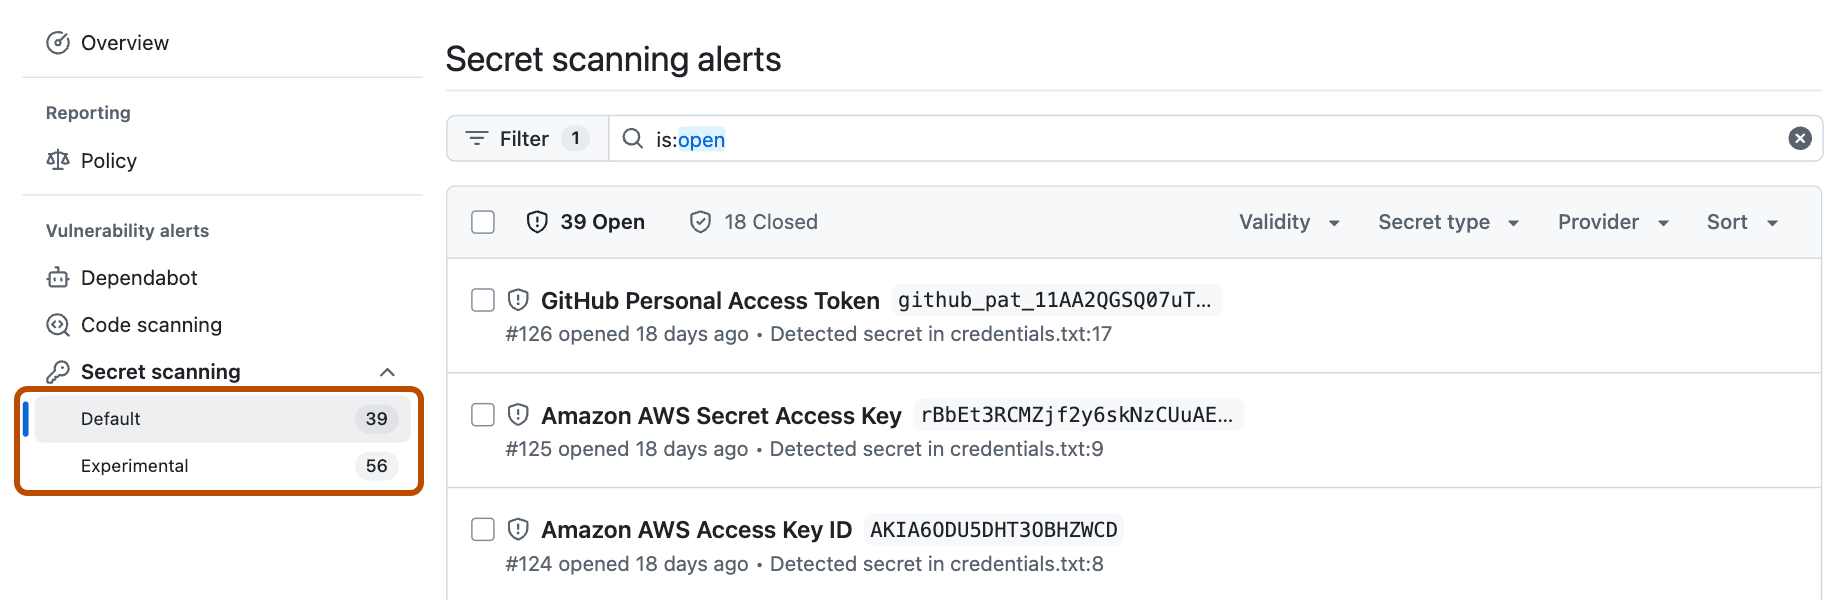 Overview
Reporting
Policy
Vulnerability alerts
Dependabot
Code scanning
Secret scanning
Default 39
Experimental 56
Secret scanning alerts
Filter 1 is:open
39 Open 18 Closed Validity Secret type Provider Sort
GitHub Personal Access Token github_pat_11AA2QGSQ07uT...
#126 opened 18 days ago • Detected secret in credentials.txt:17
Amazon AWS Secret Access Key rBbEt3RCMZjf2y6skNzCUuAE...
#125 opened 18 days ago • Detected secret in credentials.txt:9
Amazon AWS Access Key ID AKIA6ODU5DHT3OBHZWCD
#124 opened 18 days ago • Detected secret in credentials.txt:8